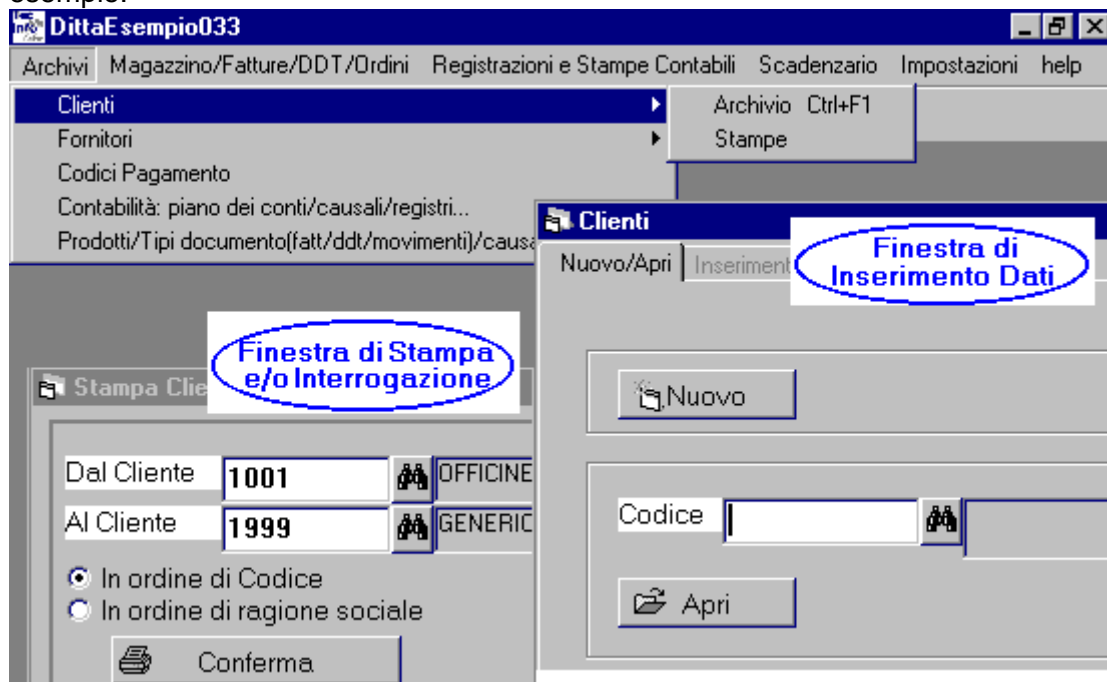 esempio:
DittaEsempio033
Archivi Magazzino/Fatture/DDT/Ordini Registrazioni e Stampe Contabili Scadenzario Impostazioni help
Clienti
Archivio Ctrl+F1
Fornitori
Stampe
Codici Pagamento
Contabilità: piano dei conti/causali/registri...
Prodotti/Tipi documento(fatt/ddt/movimenti)/causa
Clienti
Nuovo/Apri Inseriment
Finestra di
Inserimento Dati
Finestra di Stampa
e/o Interrogazione
Stampa Clie
Nuovo
Dal Cliente 1001 OFFICINE
Al Cliente 1999 GENERIC
Codice
In ordine di Codice
In ordine di ragione sociale
Apri
Conferma